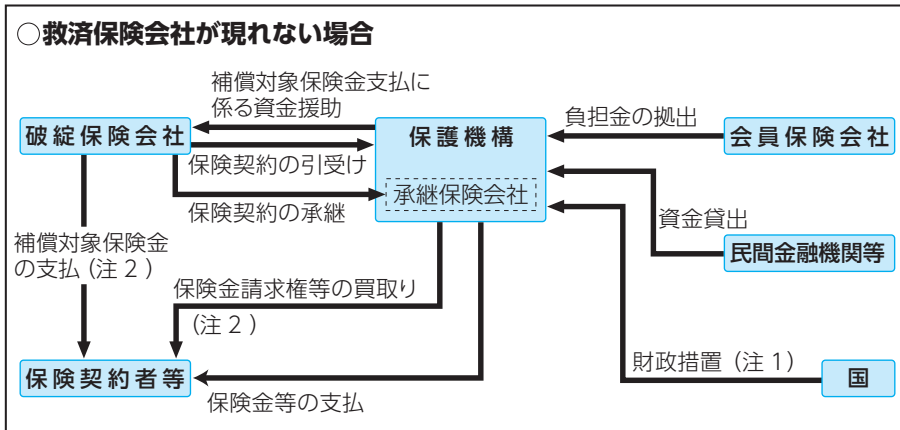 ○救済保険会社が現れない場合
補償対象保険金支払に
係る資金援助
破綻保険会社
保護機構
負担金の拠出
会員保険会社
保険契約の引受け
承継保険会社
保険契約の承継
資金貸出
補償対象保険金
の支払(注2)
民間金融機関等
保険金請求権等の買取り
(注2)
財政措置(注1)
保険契約者等
国
保険金等の支払